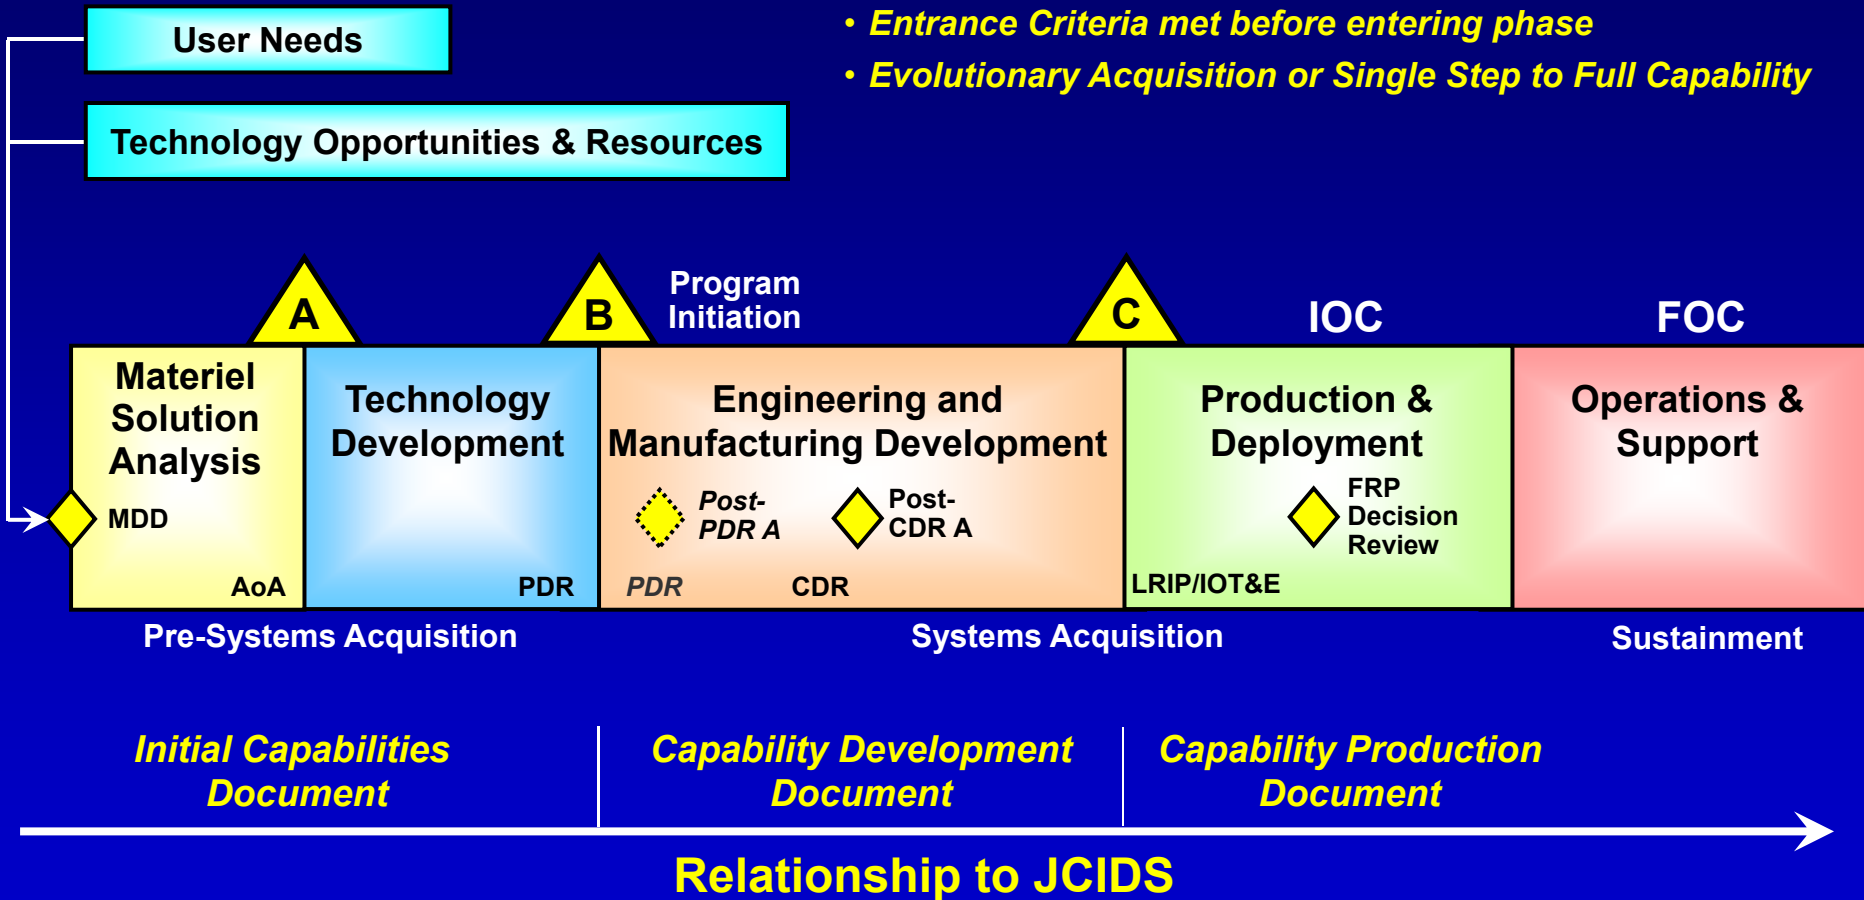 User Needs
• Entrance Criteria met before entering phase
• Evolutionary Acquisition or Single Step to Full Capability
Technology Opportunities & Resources
A
B
Program
Initiation
C
IOC
FOC
Materiel
Solution
Analysis
MDD
AoA
Technology
Development
PDR
Engineering and
Manufacturing Development
Post-
PDR A
Post-
CDR A
PDR
CDR
Production &
Deployment
FRP
Decision
Review
LRIP/IOT&E
Operations &
Support
Pre-Systems Acquisition
Systems Acquisition
Sustainment
Initial Capabilities
Document
Capability Development
Document
Capability Production
Document
Relationship to JCIDS